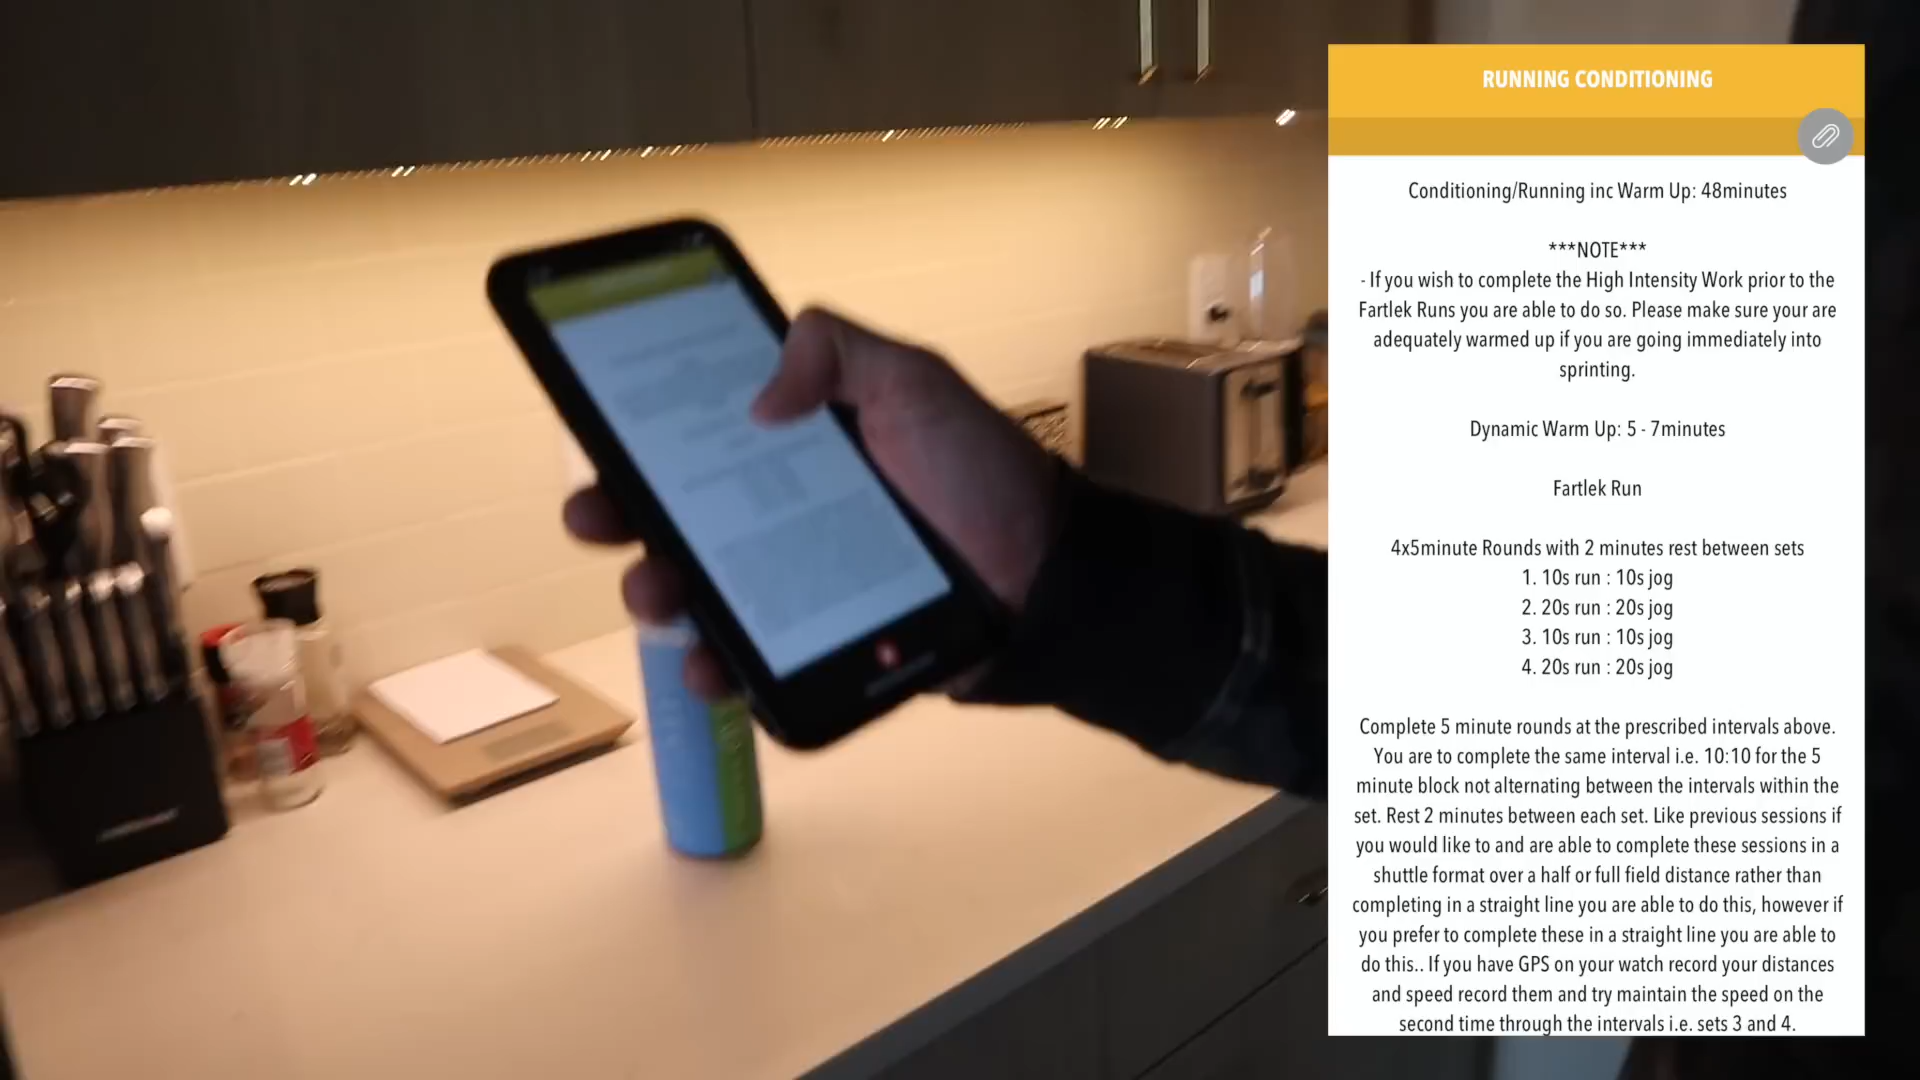 RUNNING CONDITIONING
Conditioning/Running inc Warm Up: 48minutes
***NOTE***
- If you wish to complete the High Intensity Work prior to the
Fartlek Runs you are able to do so. Please make sure your are
adequately warmed up if you are going immediately into
sprinting.
Dynamic Warm Up: 5 - 7minutes
Fartlek Run
4x5minute Rounds with 2 minutes rest between sets
1. 10s run : 10s jog
2. 20s run : 20s jog
3. 10s run : 10s jog
4. 20s run : 20s jog
Complete 5 minute rounds at the prescribed intervals above.
You are to complete the same interval i.e. 10:10 for the 5
minute block not alternating between the intervals within the
set. Rest 2 minutes between each set. Like previous sessions if
you would like to and are able to complete these sessions in a
shuttle format over a half or full field distance rather than
completing in a straight line you are able to do this, however if
you prefer to complete these in a straight line you are able to
do this.. If you have GPS on your watch record your distances
and speed record them and try maintain the speed on the
second time through the intervals i.e. sets 3 and 4.